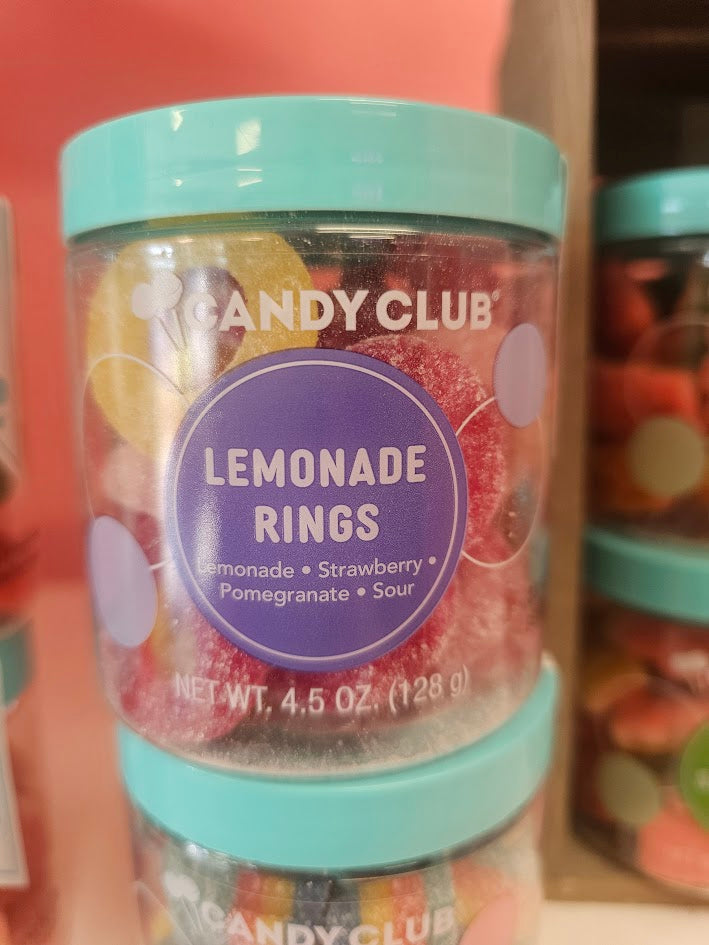 CANDY CLUB®
LEMONADE
RINGS
Lemonade • Strawberry •
Pomegranate • Sour
NET WT. 4.5 OZ. (128 g)
CANDY CLUB